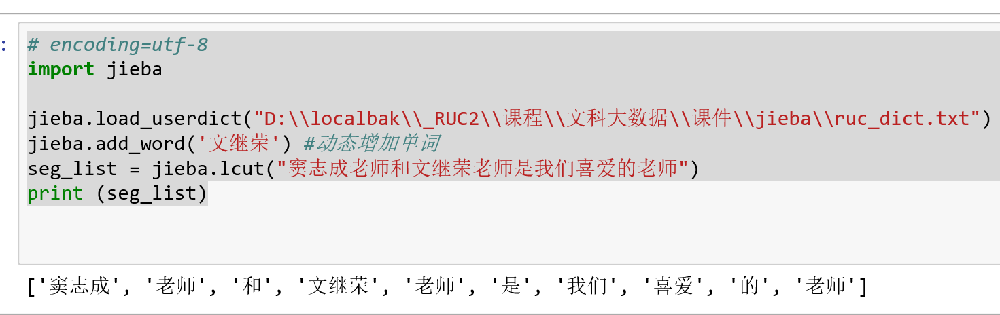 :
# encoding=utf-8
import jieba
jieba.load_userdict("D:\\localbak\\_RUC2\\课程\\文科大数据\\课件\\jieba\\ruc_dict.txt")
jieba.add_word('文继荣') #动态增加单词
seg_list = jieba.lcut("窦志成老师和文继荣老师是我们喜爱的老师")
print (seg_list)
['窦志成', '老师', '和', '文继荣', '老师', '是', '我们', '喜爱', '的', '老师']